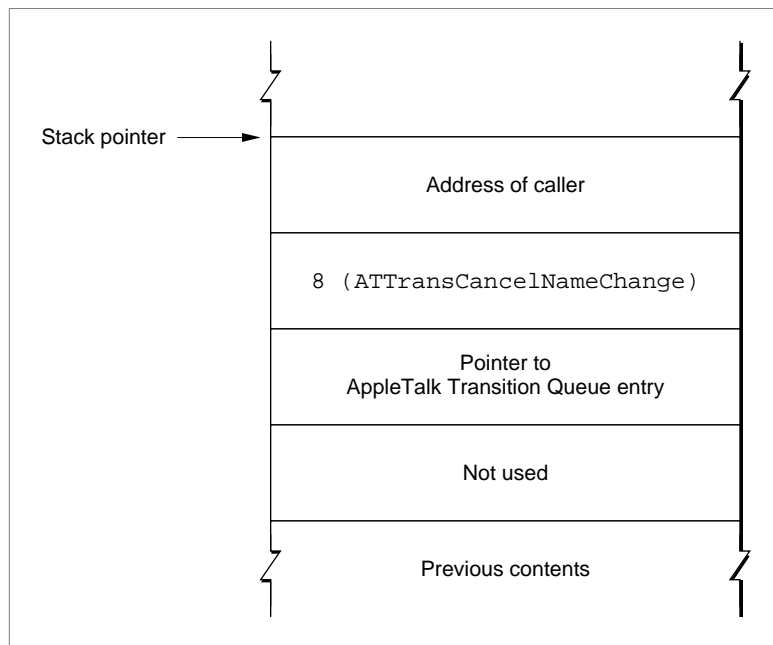 Stack pointer
Address of caller
8 (ATTransCancelNameChange)
Pointer to
AppleTalk Transition Queue entry
Not used
Previous contents